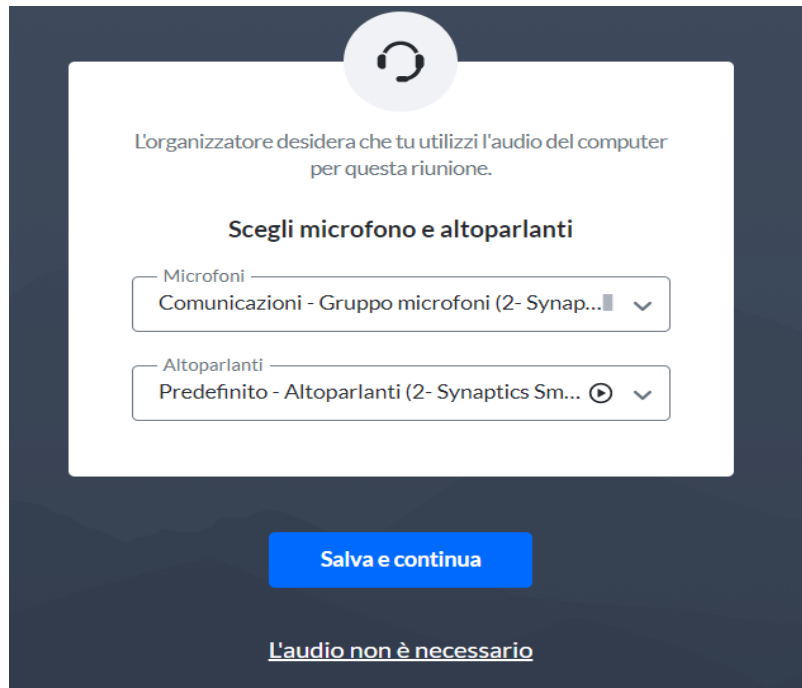 L'organizzatore desidera che tu utilizzi l'audio del computer
per questa riunione.
Scegli microfono e altoparlanti
Microfoni
Comunicazioni - Gruppo microfoni (2- Synap...
Altoparlanti
Predefinito - Altoparlanti (2- Synaptics Sm...
Salva e continua
L'audio non è necessario